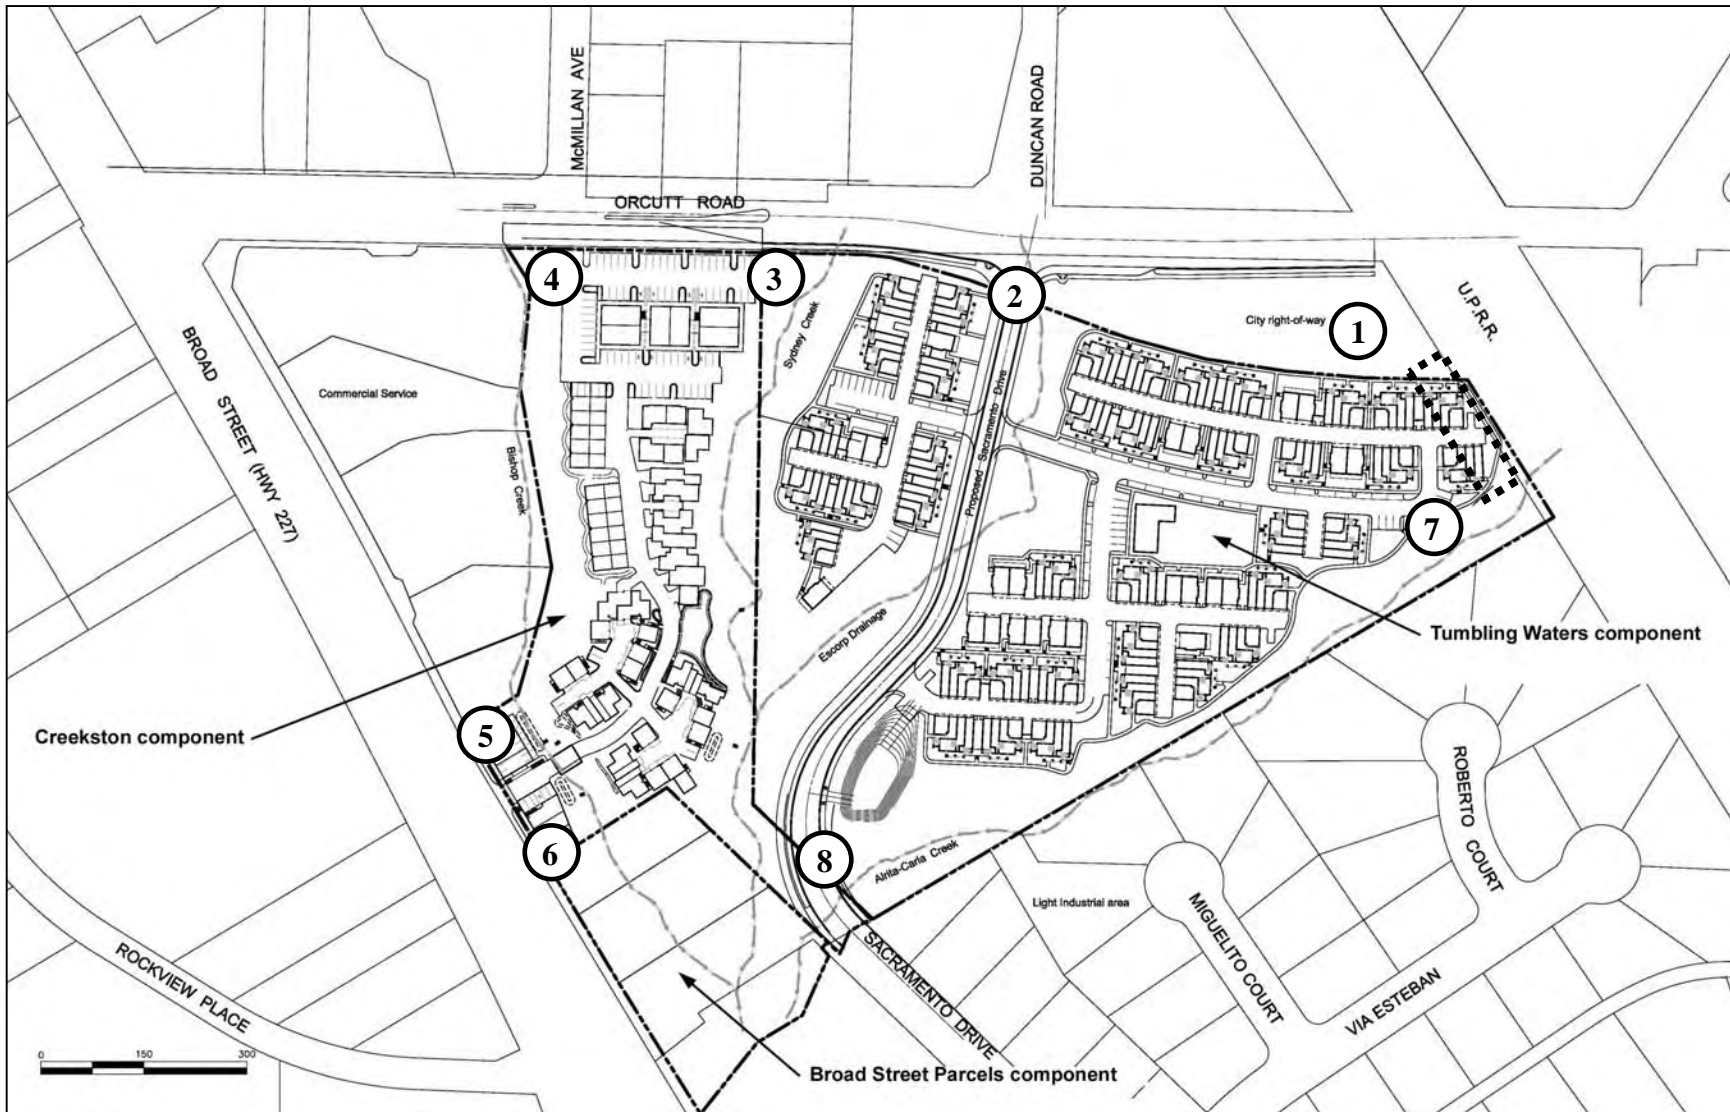 McMILLAN AVE
DUNCAN ROAD
ORCUTT ROAD
U.P.R.R.
4
3
2
1
City right-of-way
Sydney Creek
BROAD STREET (HWY 227)
Commercial Service
Bishop Creek
Proposed Sacramento Drive
7
Tumbling Waters component
Escorp Drainage
Creekston component
5
6
8
Alrita-Carla Creek
Light Industrial area
ROBERTO COURT
MIGUELITO COURT
VIA ESTEBAN
SACRAMENTO DRIVE
ROCKVIEW PLACE
0 150 300
Broad Street Parcels component